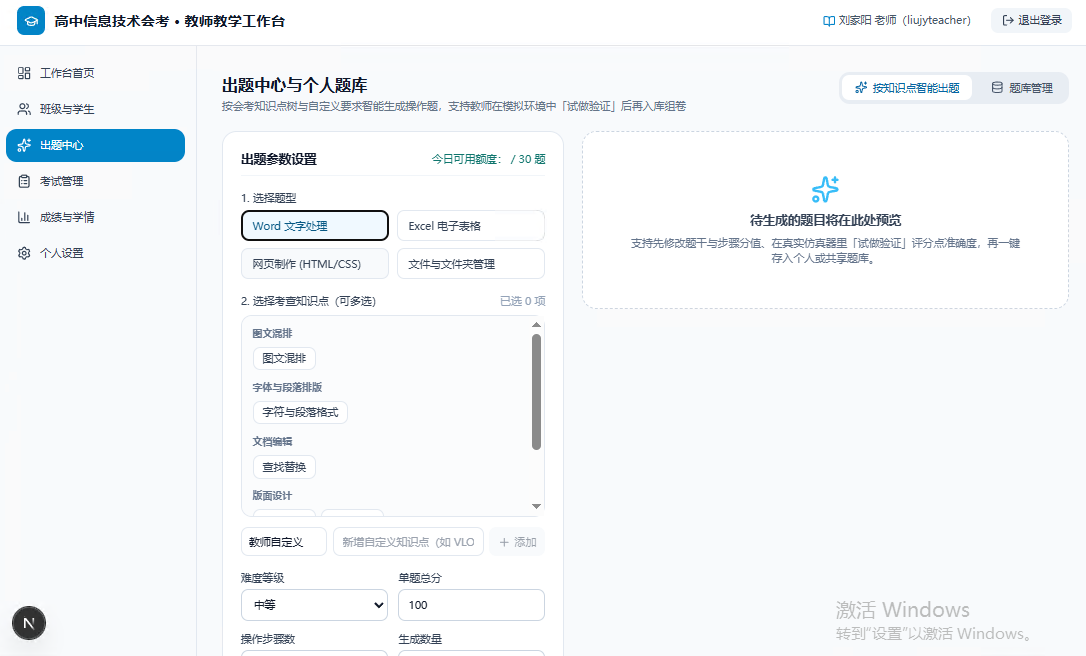 高中信息技术会考 • 教师教学工作台
刘家阳 老师（liujyteacher）
退出登录
工作台首页
班级与学生
出题中心
考试管理
成绩与学情
个人设置
出题中心与个人题库
按会考知识点树与自定义要求智能生成操作题，支持教师在模拟环境中「试做验证」后再入库组卷
按知识点智能出题
题库管理
出题参数设置
今日可用额度： / 30 题
1. 选择题型
Word 文字处理
Excel 电子表格
网页制作 (HTML/CSS)
文件与文件夹管理
2. 选择考查知识点（可多选）
已选 0 项
图文混排
图文混排
字体与段落排版
字符与段落格式
文档编辑
查找替换
版面设计
教师自定义
新增自定义知识点（如 VLO
+ 添加
难度等级
单题总分
中等
100
操作步骤数
生成数量
待生成的题目将在此处预览
支持先修改题干与步骤分值、在真实仿真器里「试做验证」评分点准确度，再一键
存入个人或共享题库。
N
激活 Windows
转到"设置"以激活 Windows。